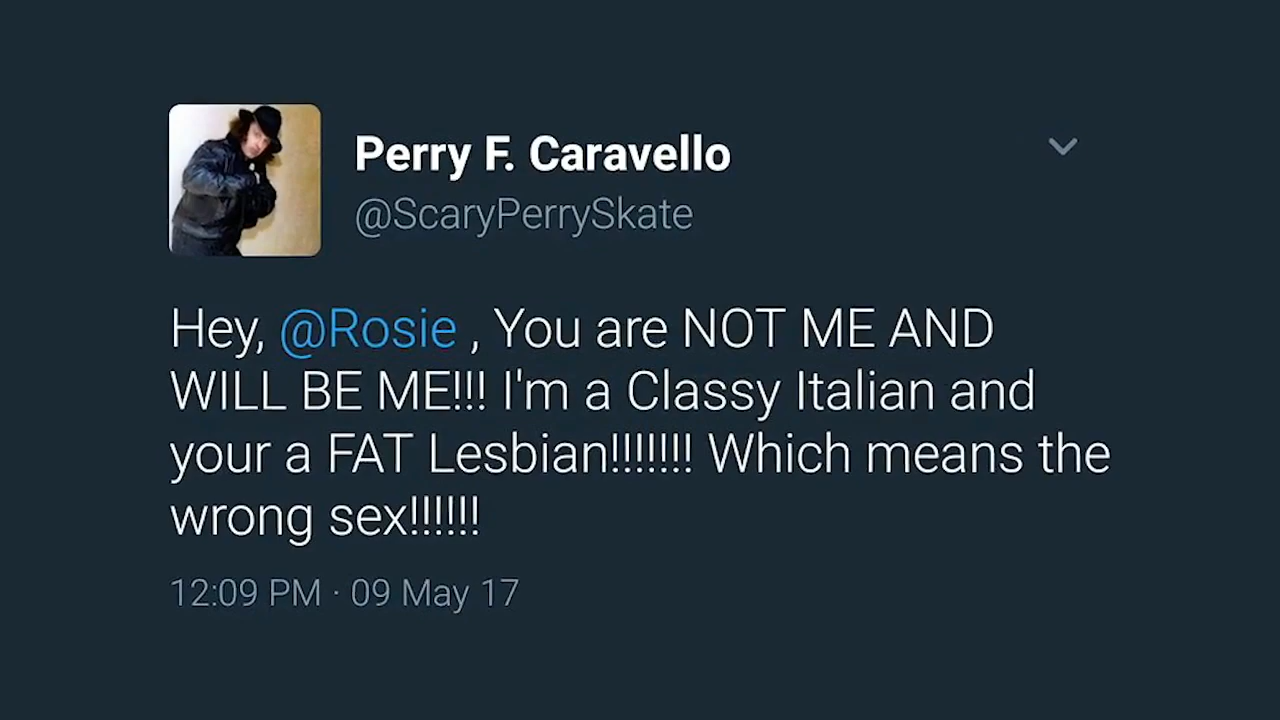 Perry F. Caravello
@ScaryPerrySkate
Hey, @Rosie , You are NOT ME AND
WILL BE ME!!! I'm a Classy Italian and
your a FAT Lesbian!!!!!!! Which means the
wrong sex!!!!!!
12:09 PM · 09 May 17